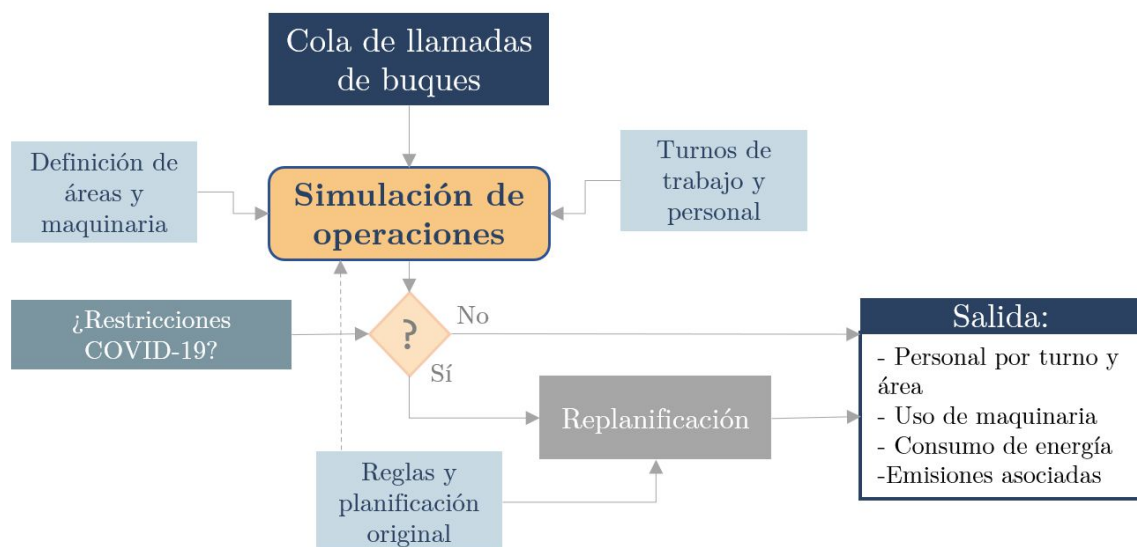 Cola de llamadas
de buques
Definición de
áreas y
maquinaria
Simulación de
operaciones
Turnos de
trabajo y
personal
¿Restricciones
COVID-19?
?
No
Sí
Replanificación
Reglas y
planificación
original
Salida:
- Personal por turno y
área
- Uso de maquinaria
- Consumo de energía
-Emisiones asociadas